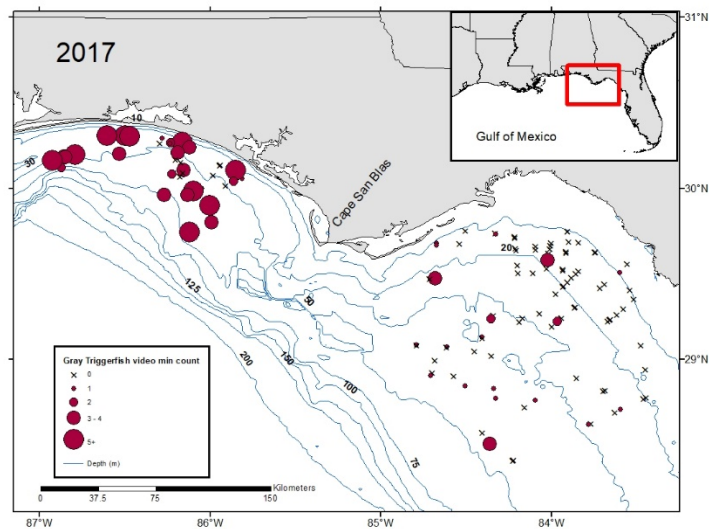 2017
31°N
Gulf of Mexico
10
30
30°N
Cape San Blas
20
125
50
29°N
200
150
100
75
Gray Triggerfish video min count
0
1
2
3 - 4
5+
Depth (m)
Kilometers
0 37.5 75 150
87°W 86°W 85°W 84°W